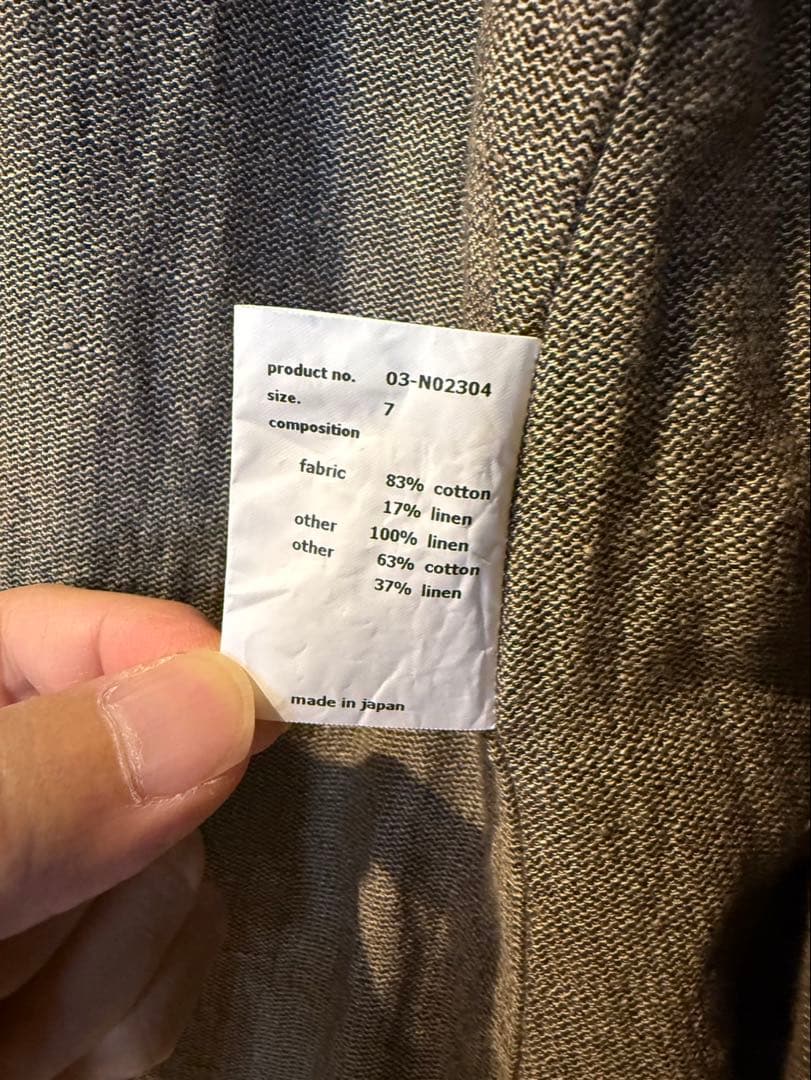 product no. 03-N02304
size. 7
composition
fabric 83% cotton
17% linen
other 100% linen
other 63% cotton
37% linen
made in japan